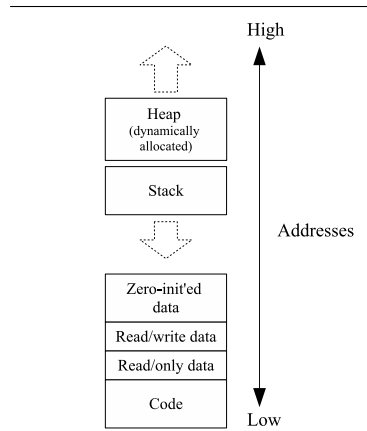 High
Heap
(dynamically
allocated)
Stack
Addresses
Zero-init'ed
data
Read/write data
Read/only data
Code
Low